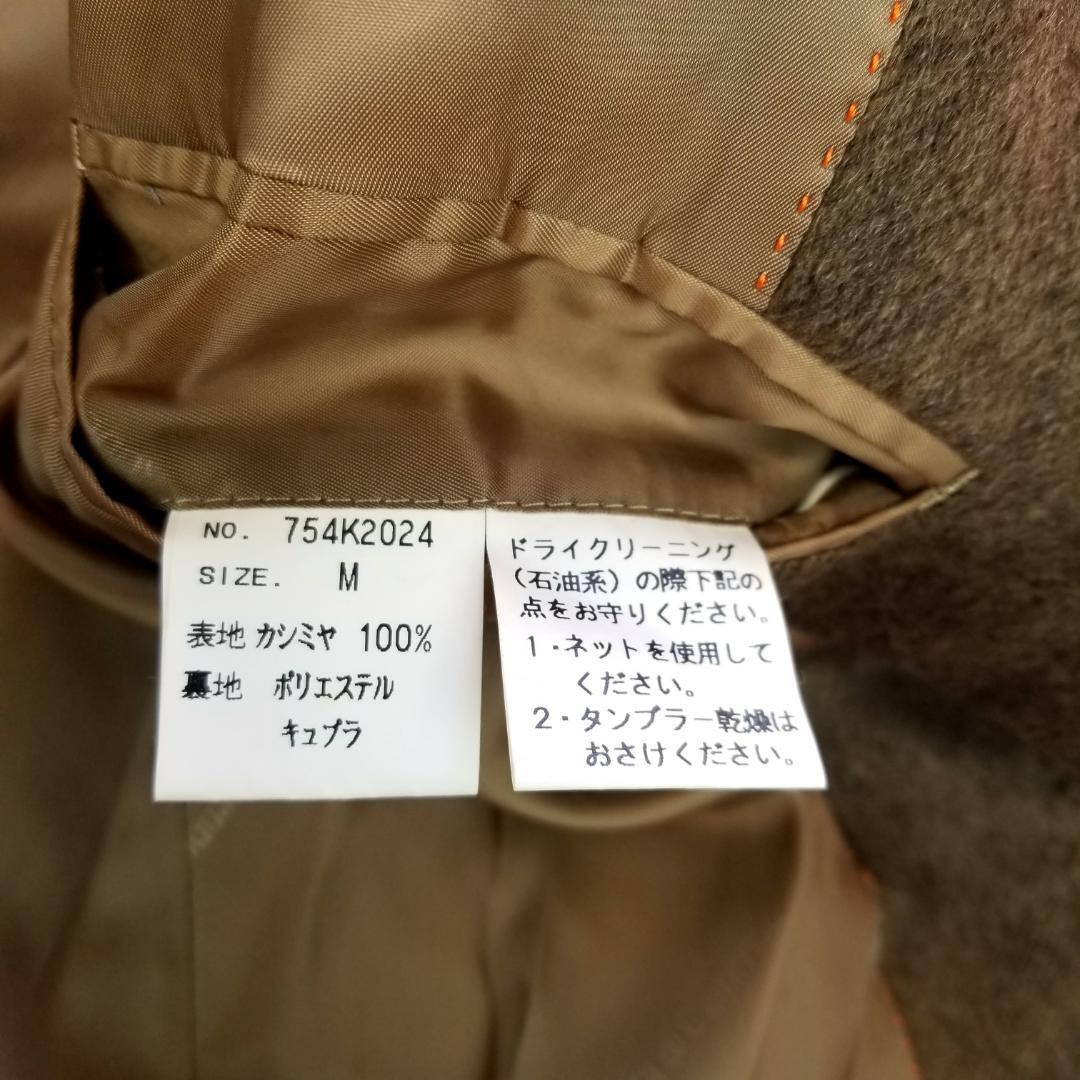 NO. 754K2024
SIZE. M
表地 カシミヤ 100%
裏地 ポリエステル
キュプラ
ドライクリーニング
（石油系）の際下記の
点をお守りください。
1・ネットを使用して
ください。
2・タンブラー乾燥は
おさけください。